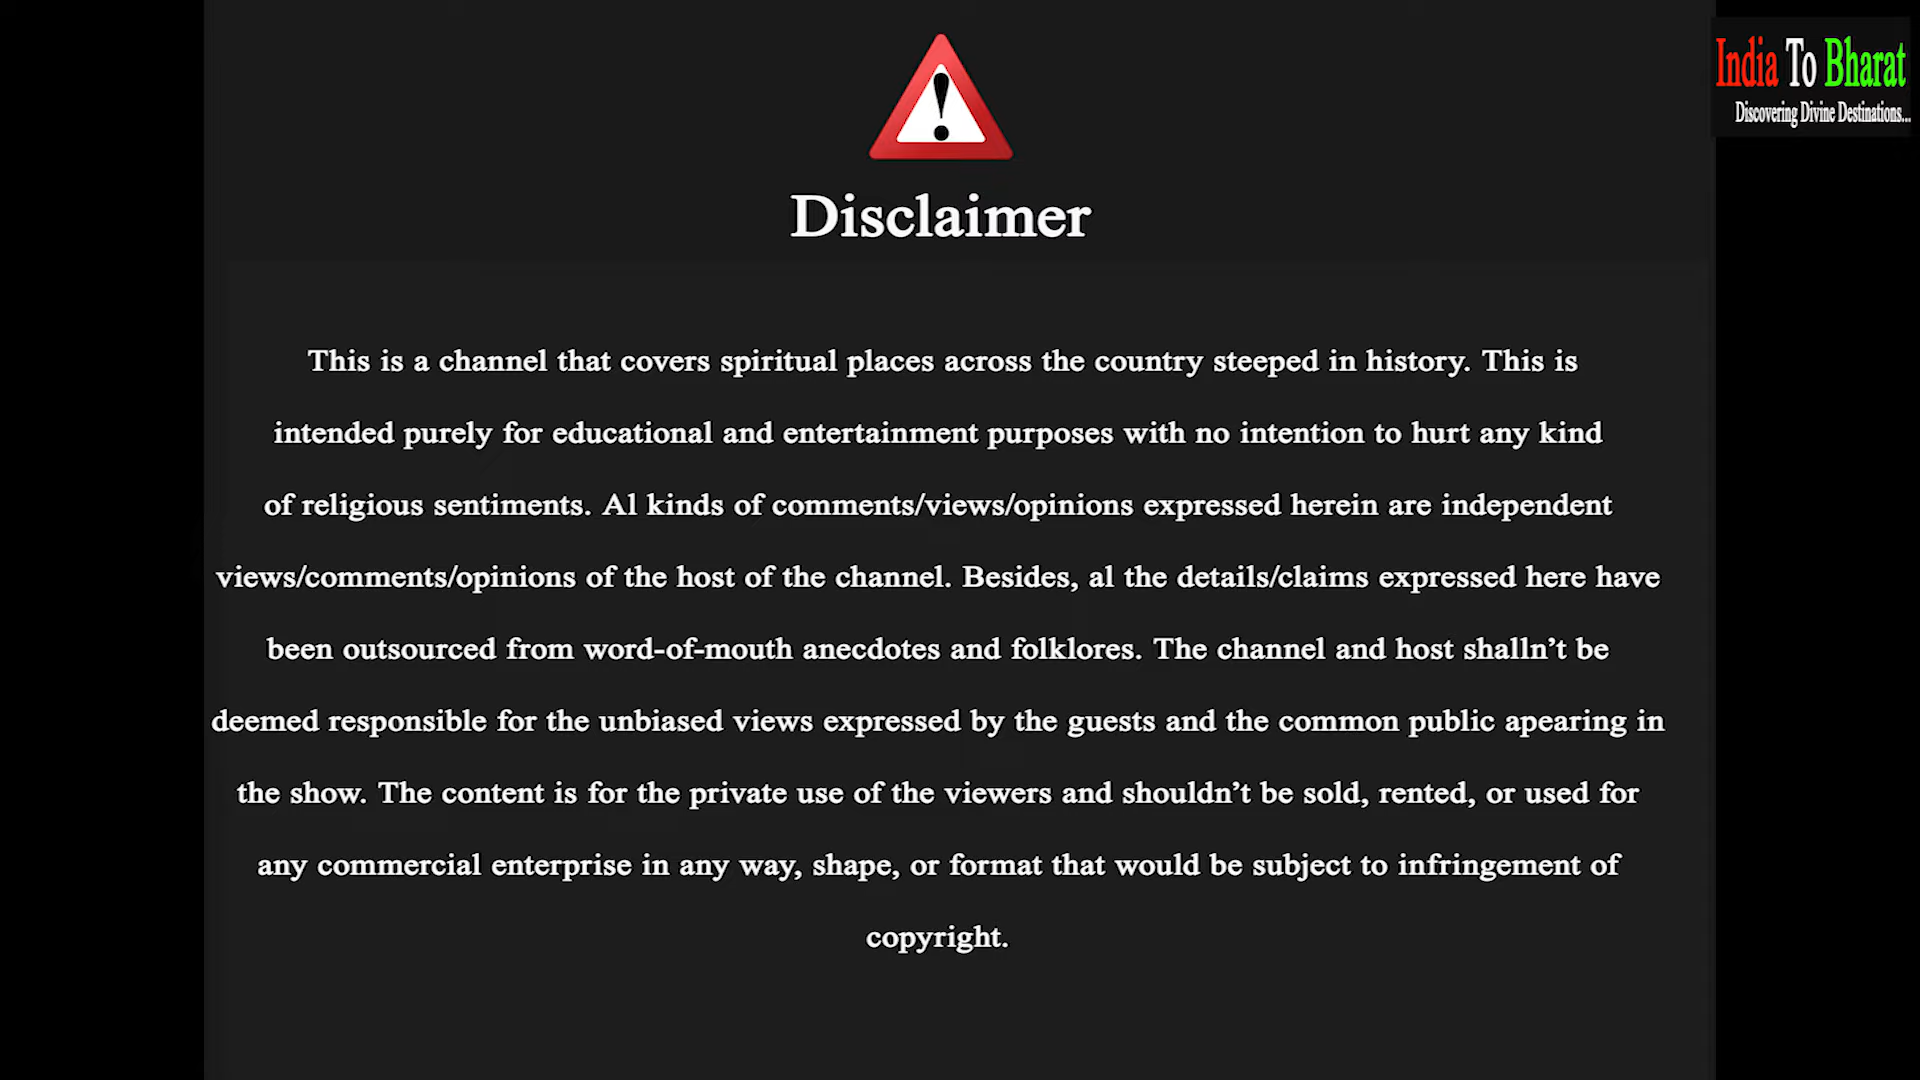 India To Bharat
Discovering Divine Destinations...
Disclaimer
This is a channel that covers spiritual places across the country steeped in history. This is
intended purely for educational and entertainment purposes with no intention to hurt any kind
of religious sentiments. Al kinds of comments/views/opinions expressed herein are independent
views/comments/opinions of the host of the channel. Besides, al the details/claims expressed here have
been outsourced from word-of-mouth anecdotes and folklores. The channel and host shalln’t be
deemed responsible for the unbiased views expressed by the guests and the common public apearing in
the show. The content is for the private use of the viewers and shouldn’t be sold, rented, or used for
any commercial enterprise in any way, shape, or format that would be subject to infringement of
copyright.